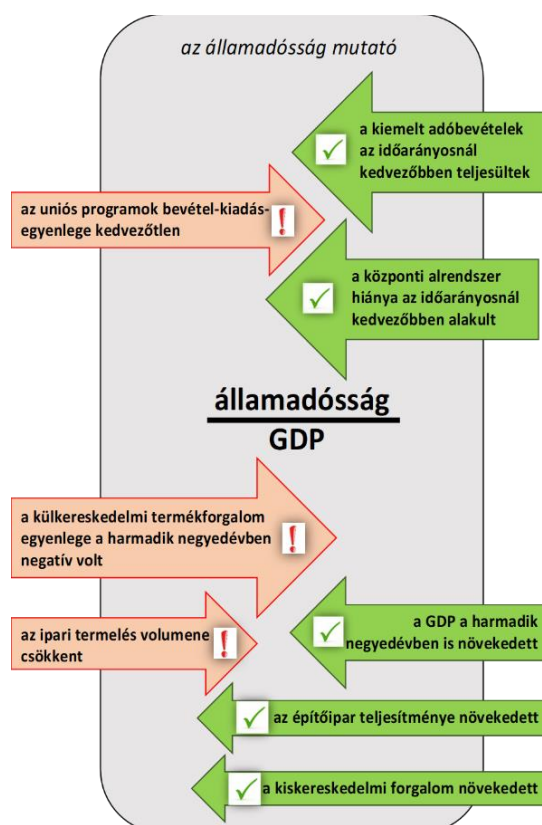 az államadósság mutató
a kiemelt adóbevételek
az időarányosnál
kedvezőbben teljesültek
az uniós programok bevétel-kiadás-
egyenlege kedvezőtlen
a központi alrendszer
hiánya az időarányosnál
kedvezőbben alakult
államadósság
GDP
a külkereskedelmi termékforgalom
egyenlege a harmadik negyedévben
negatív volt
a GDP a harmadik
negyedévben is növekedett
az ipari termelés volumene
csökkent
az építőipar teljesítménye növekedett
a kiskereskedelmi forgalom növekedett